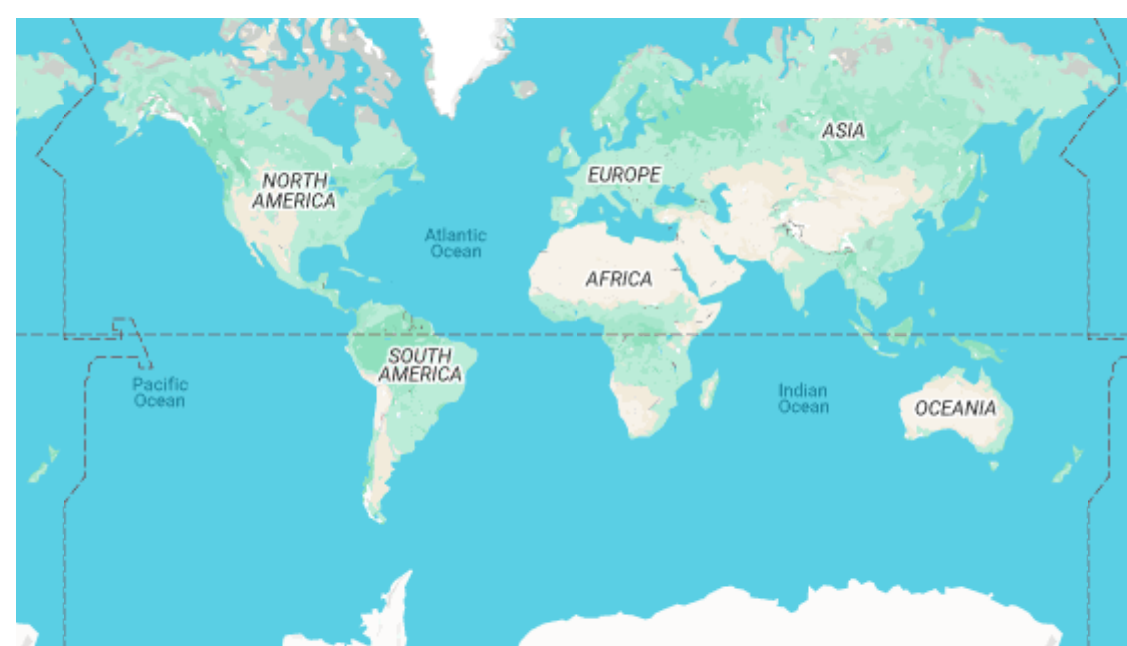 ASIA
EUROPE
NORTH
AMERICA
Atlantic
Ocean
AFRICA
SOUTH
AMERICA
Pacific
Ocean
Indian
Ocean
OCEANIA